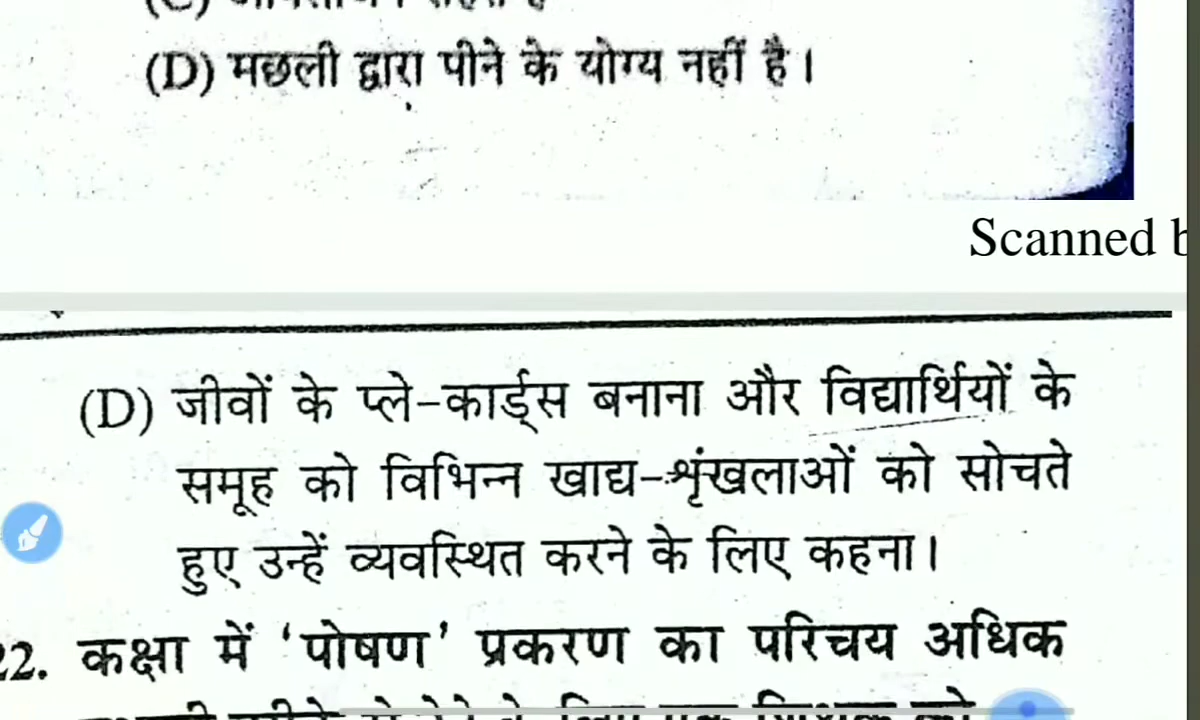 (D) मछली द्वारा पीने के योग्य नहीं है।
Scanned
(D) जीवों के प्ले-कार्ड्स बनाना और विद्यार्थियों के
समूह को विभिन्न खाद्य-शृंखलाओं को सोचते
हुए उन्हें व्यवस्थित करने के लिए कहना।
22. कक्षा में ‘पोषण’ प्रकरण का परिचय अधिक